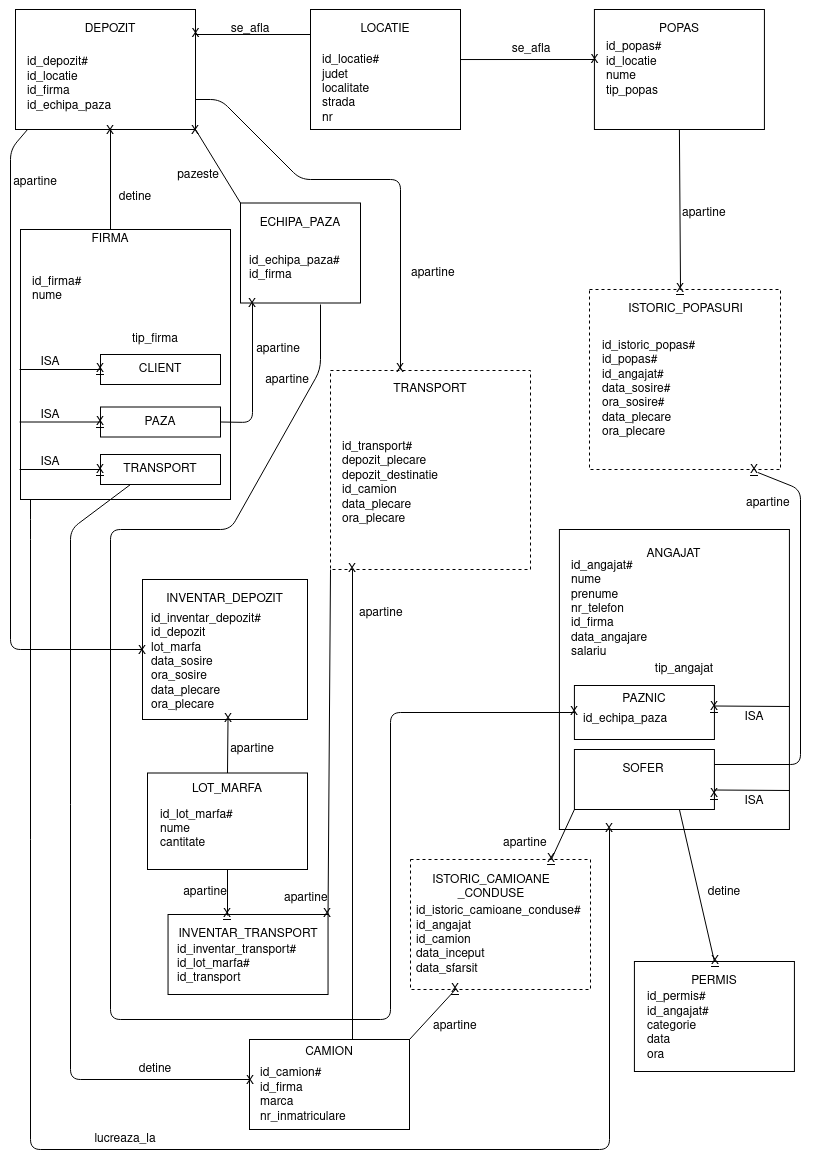 DEPOZIT
id_depozit#
id_locatie
id_firma
id_echipa_paza
se_afla
LOCATIE
id_locatie#
judet
localitate
strada
nr
se_afla
POPAS
id_popas#
id_locatie
nume
tip_popas
apartine
detine
pazeste
apartine
apartine
FIRMA
id_firma#
nume
tip_firma
ISA
CLIENT
ISA
PAZA
ISA
TRANSPORT
ECHIPA_PAZA
id_echipa_paza#
id_firma
apartine
apartine
TRANSPORT
id_transport#
depozit_plecare
depozit_destinatie
id_camion
data_plecare
ora_plecare
ISTORIC_POPASURI
id_istoric_popas#
id_popas#
id_angajat#
data_sosire#
ora_sosire#
data_plecare
ora_plecare
apartine
ANGAJAT
id_angajat#
nume
prenume
nr_telefon
id_firma
data_angajare
salariu
tip_angajat
PAZNIC
id_echipa_paza
ISA
SOFER
ISA
INVENTAR_DEPOZIT
id_inventar_depozit#
id_depozit
lot_marfa
data_sosire
ora_sosire
data_plecare
ora_plecare
apartine
apartine
LOT_MARFA
id_lot_marfa#
nume
cantitate
apartine
apartine
INVENTAR_TRANSPORT
id_inventar_transport#
id_lot_marfa#
id_transport
apartine
ISTORIC_CAMIOANE
_CONDUSE
id_istoric_camioane_conduse#
id_angajat
id_camion
data_inceput
data_sfarsit
apartine
detine
PERMIS
id_permis#
id_angajat#
categorie
data
ora
detine
CAMION
id_camion#
id_firma
marca
nr_inmatriculare
lucreaza_la